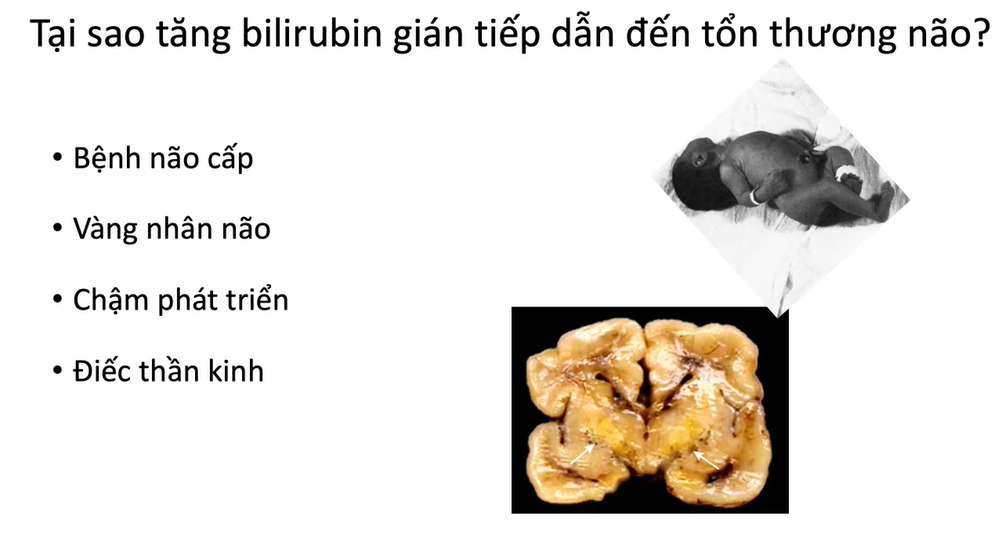 Tại sao tăng bilirubin gián tiếp dẫn đến tổn thương não?
• Bệnh não cấp
• Vàng nhân não
• Chậm phát triển
• Điếc thần kinh